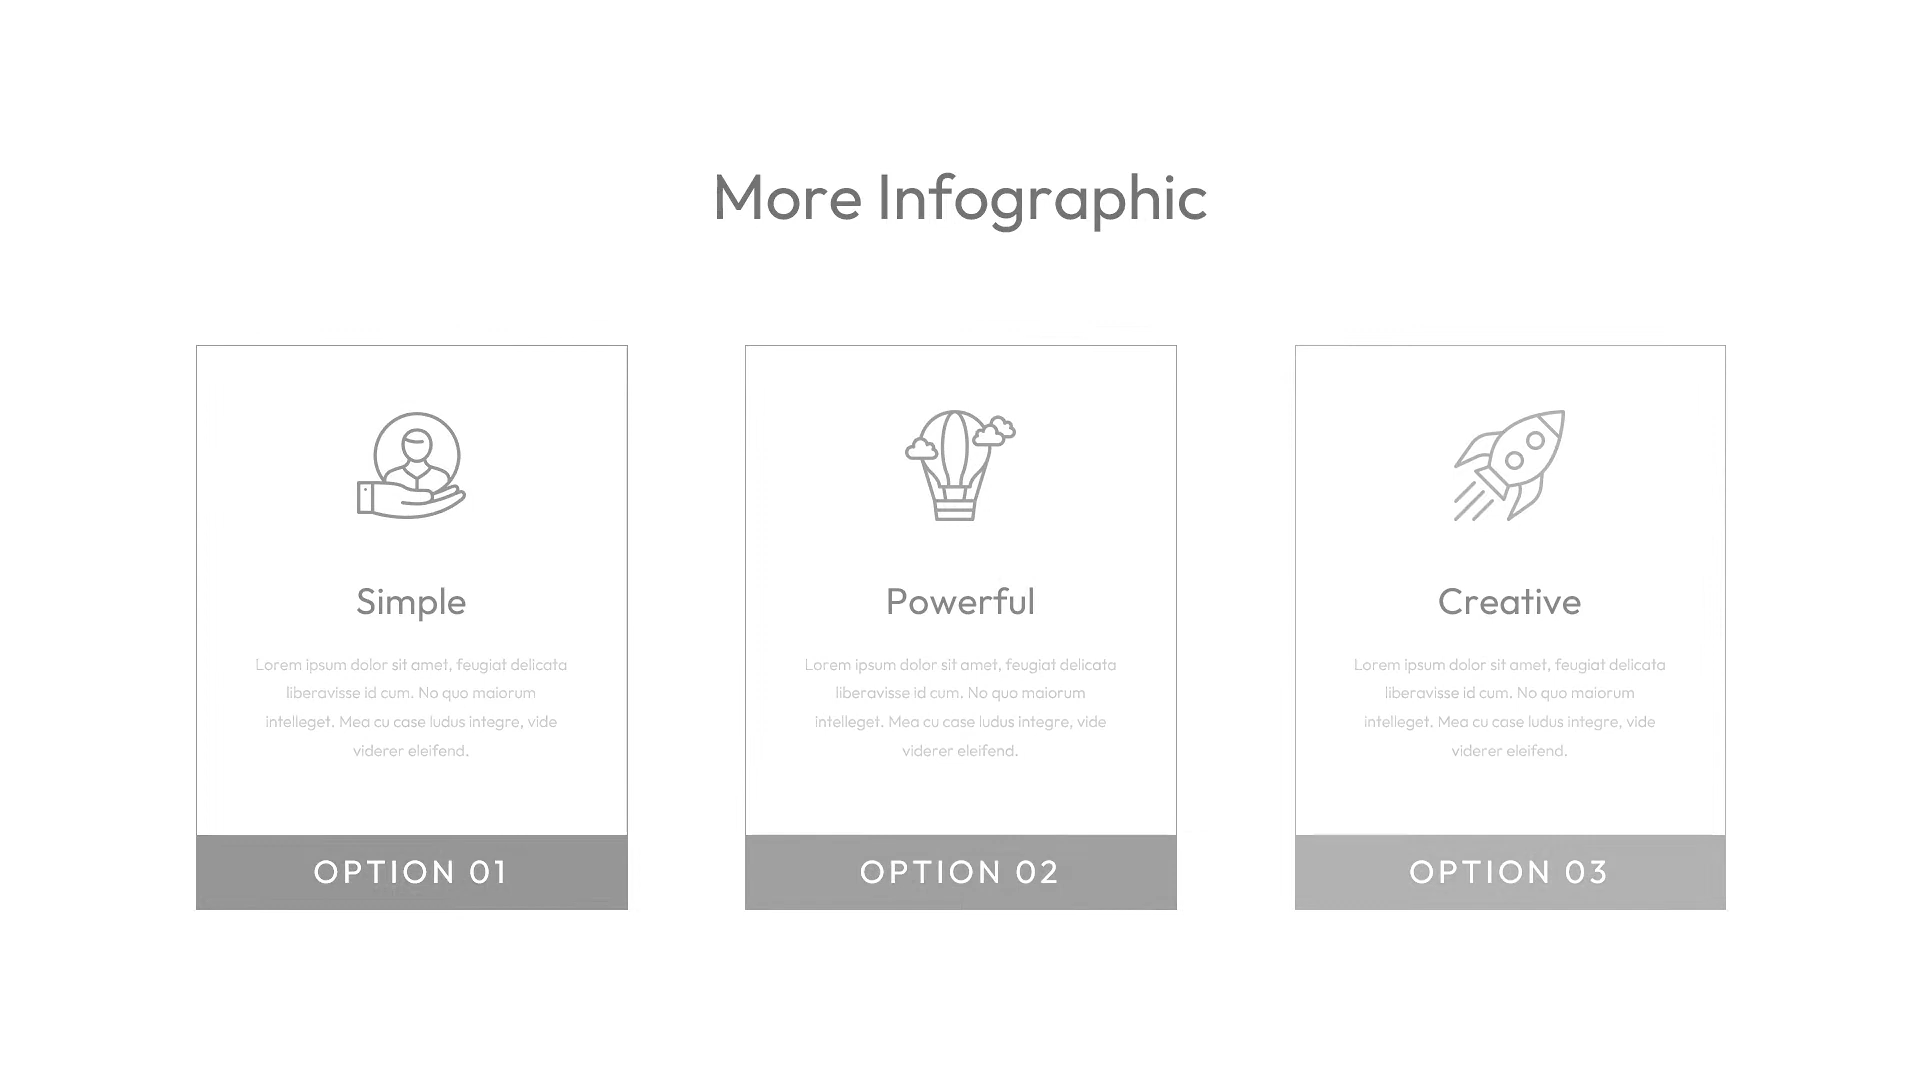 More Infographic
Simple
Lorem ipsum dolor sit amet, feugiat delicata
liberavisse id cum. No quo maiorum
intelleget. Mea cu case ludus integre, vide
viderer eleifend.
OPTION 01
Powerful
Lorem ipsum dolor sit amet, feugiat delicata
liberavisse id cum. No quo maiorum
intelleget. Mea cu case ludus integre, vide
viderer eleifend.
OPTION 02
Creative
Lorem ipsum dolor sit amet, feugiat delicata
liberavisse id cum. No quo maiorum
intelleget. Mea cu case ludus integre, vide
viderer eleifend.
OPTION 03